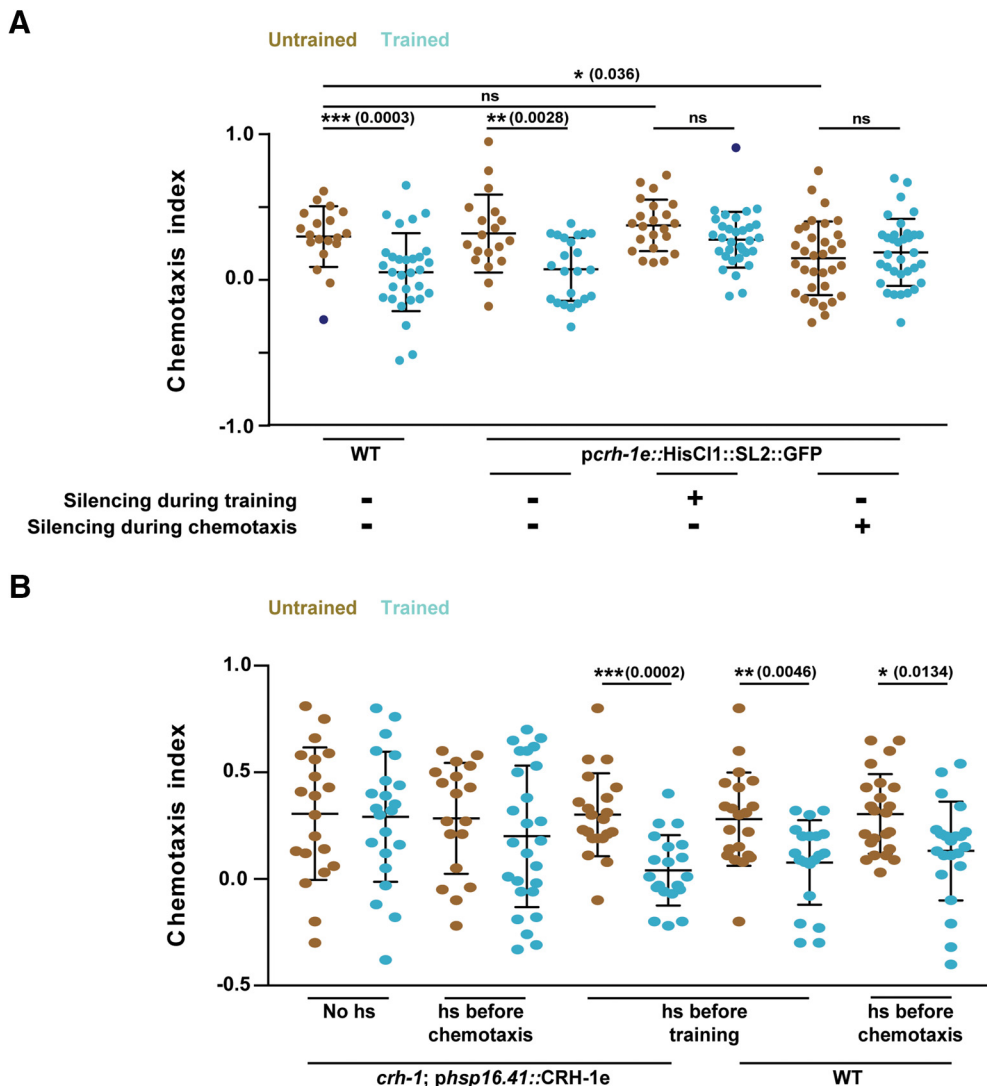 A
Untrained Trained
* (0.036)
ns
*** (0.0003) ** (0.0028) ns ns
1.0
0.0
-1.0
Chemotaxis index
WT pcrh-1e::HisCl1::SL2::GFP
Silencing during training - - + -
Silencing during chemotaxis - - - +
B
Untrained Trained
*** (0.0002) ** (0.0046) * (0.0134)
1.0
0.5
0.0
-0.5
Chemotaxis index
No hs hs before hs before hs before
chemotaxis training chemotaxis
crh-1; phsp16.41::CRH-1e WT